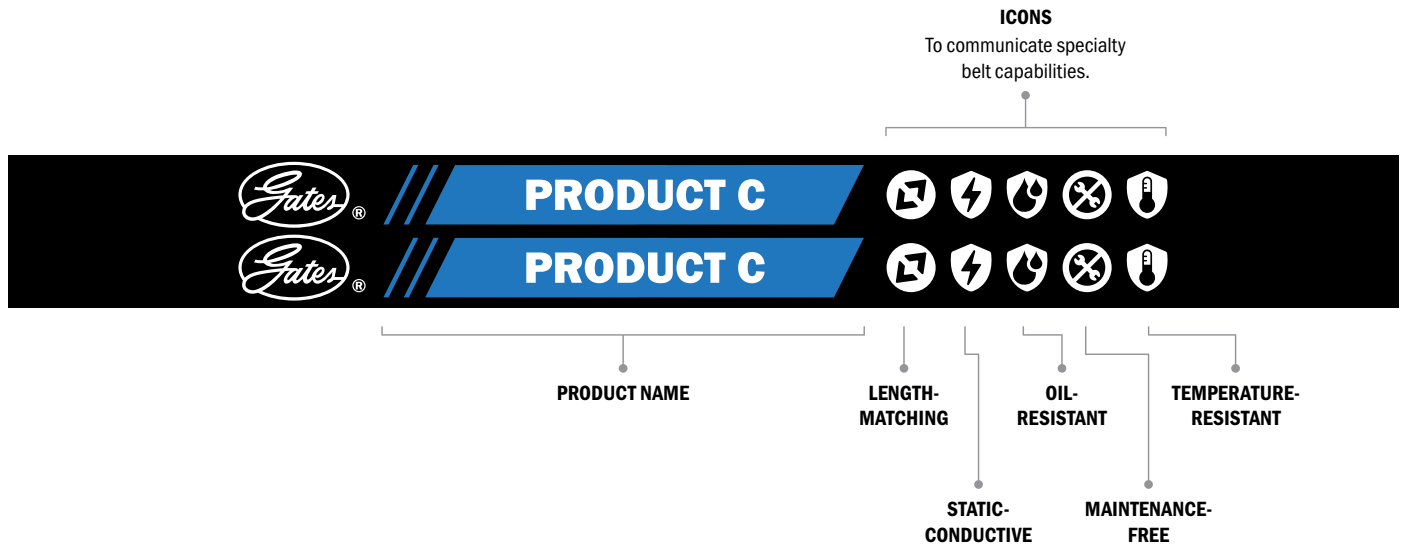 ICONS
To communicate specialty
belt capabilities.
Gates ® PRODUCT C
Gates ® PRODUCT C
PRODUCT NAME
LENGTH-
MATCHING
OIL-
RESISTANT
TEMPERATURE-
RESISTANT
STATIC-
CONDUCTIVE
MAINTENANCE-
FREE